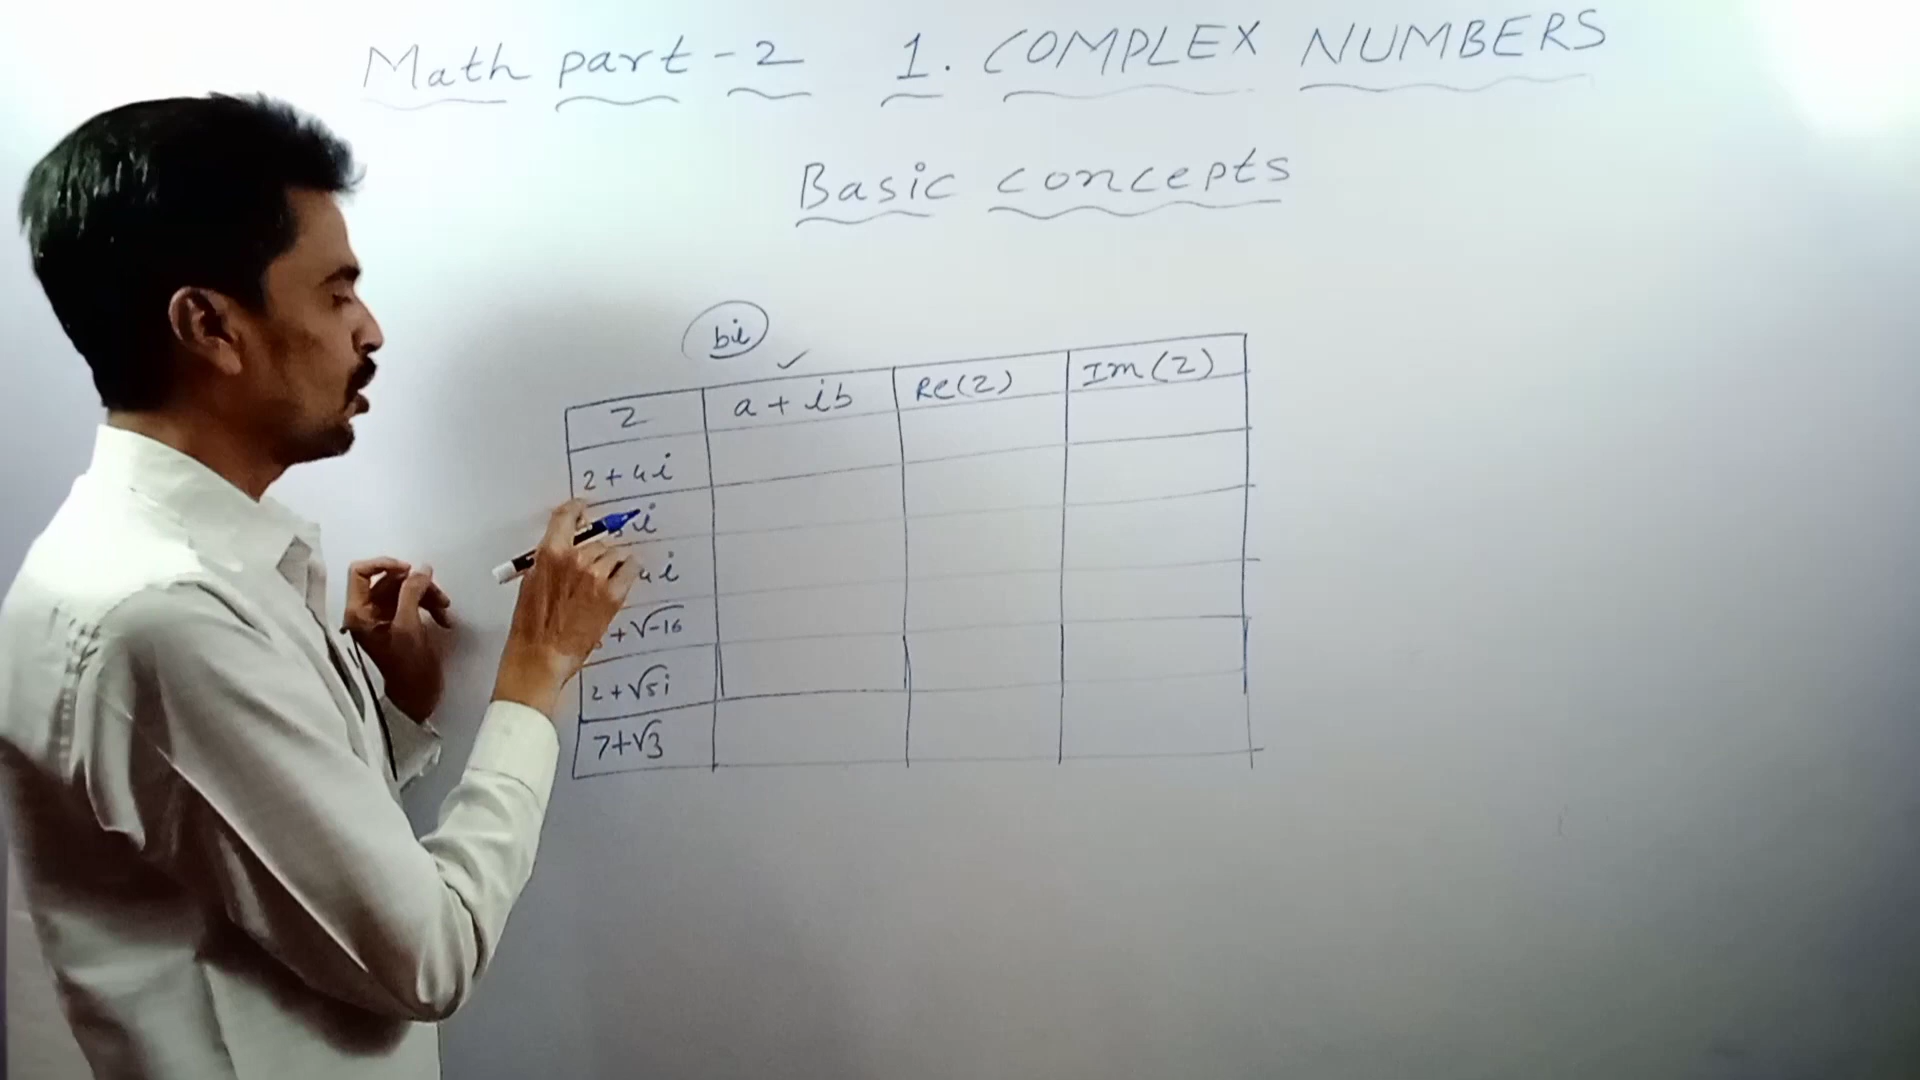 Math part - 2 1. COMPLEX NUMBERS
Basic concepts
bi
z a + ib Re(z) Im(z)
2 + 4i
i
4i
+ √-16
2 + √5i
7+√3